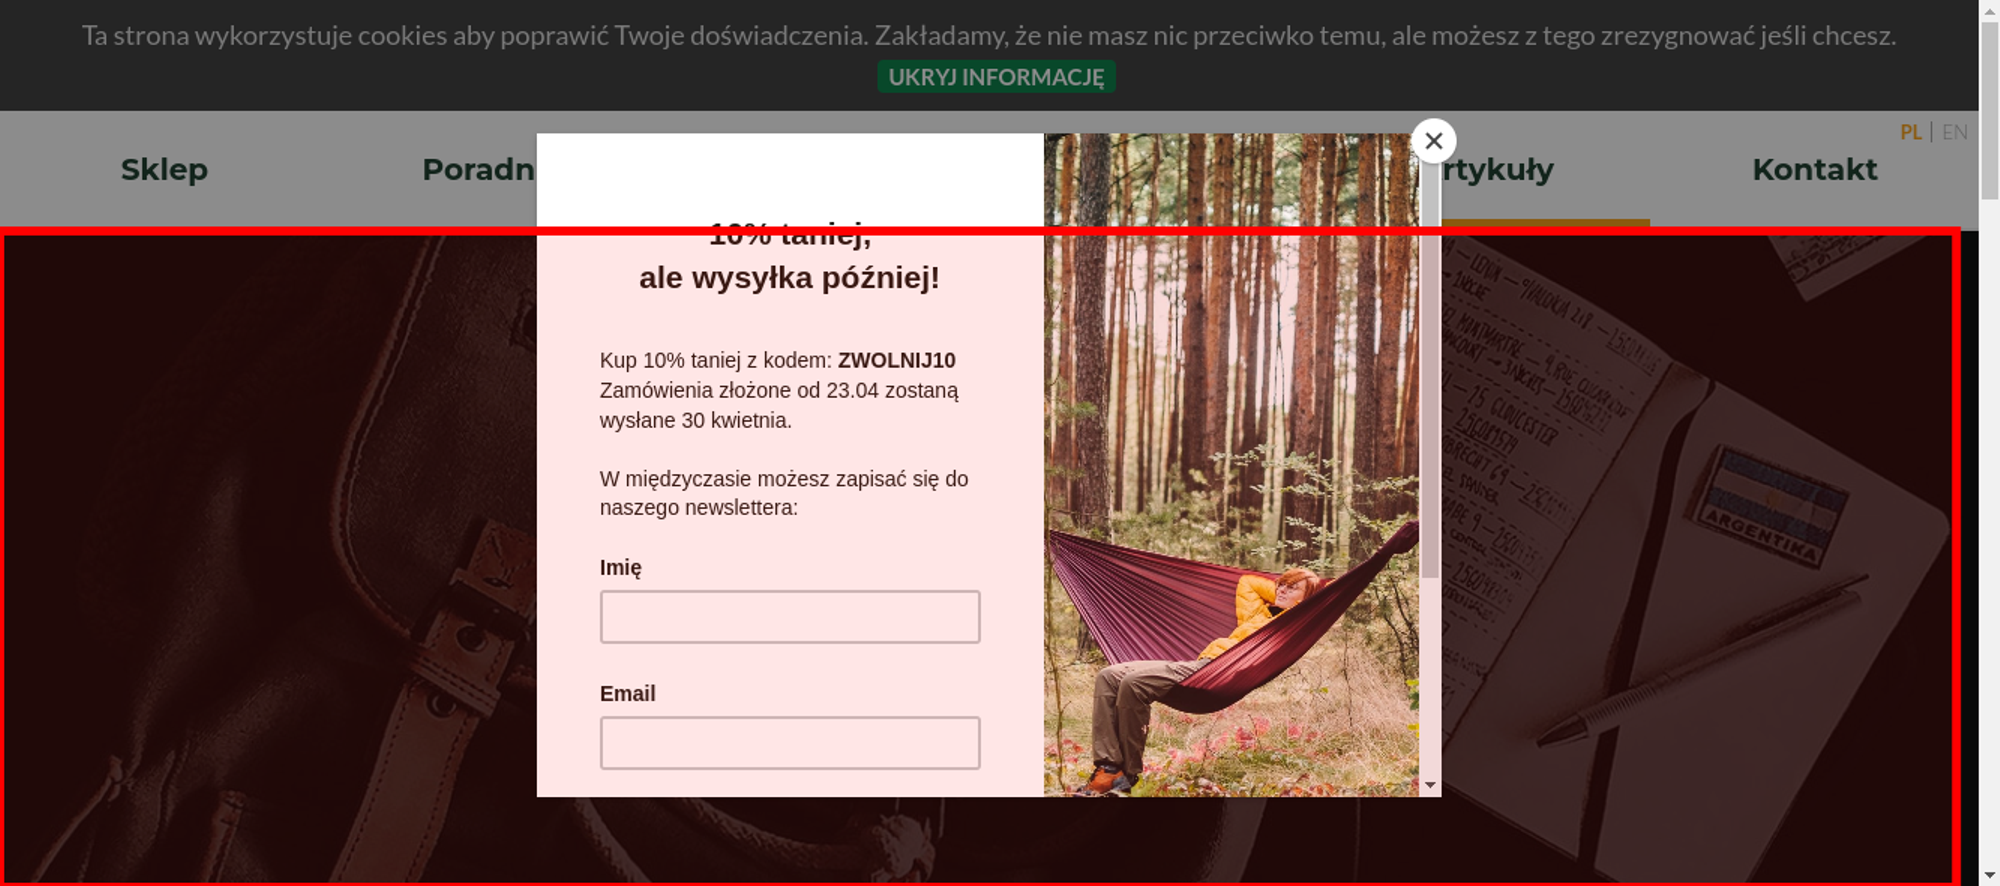 Ta strona wykorzystuje cookies aby poprawić Twoje doświadczenia. Zakładamy, że nie masz nic przeciwko temu, ale możesz z tego zrezygnować jeśli chcesz.
UKRYJ INFORMACJĘ
PL | EN
Sklep
Poradn
rtykuły
Kontakt
10% taniej,
ale wysyłka później!
Kup 10% taniej z kodem: ZWOLNIJ10
Zamówienia złożone od 23.04 zostaną
wysłane 30 kwietnia.
W międzyczasie możesz zapisać się do
naszego newslettera:
Imię
Email
ARGENTINA